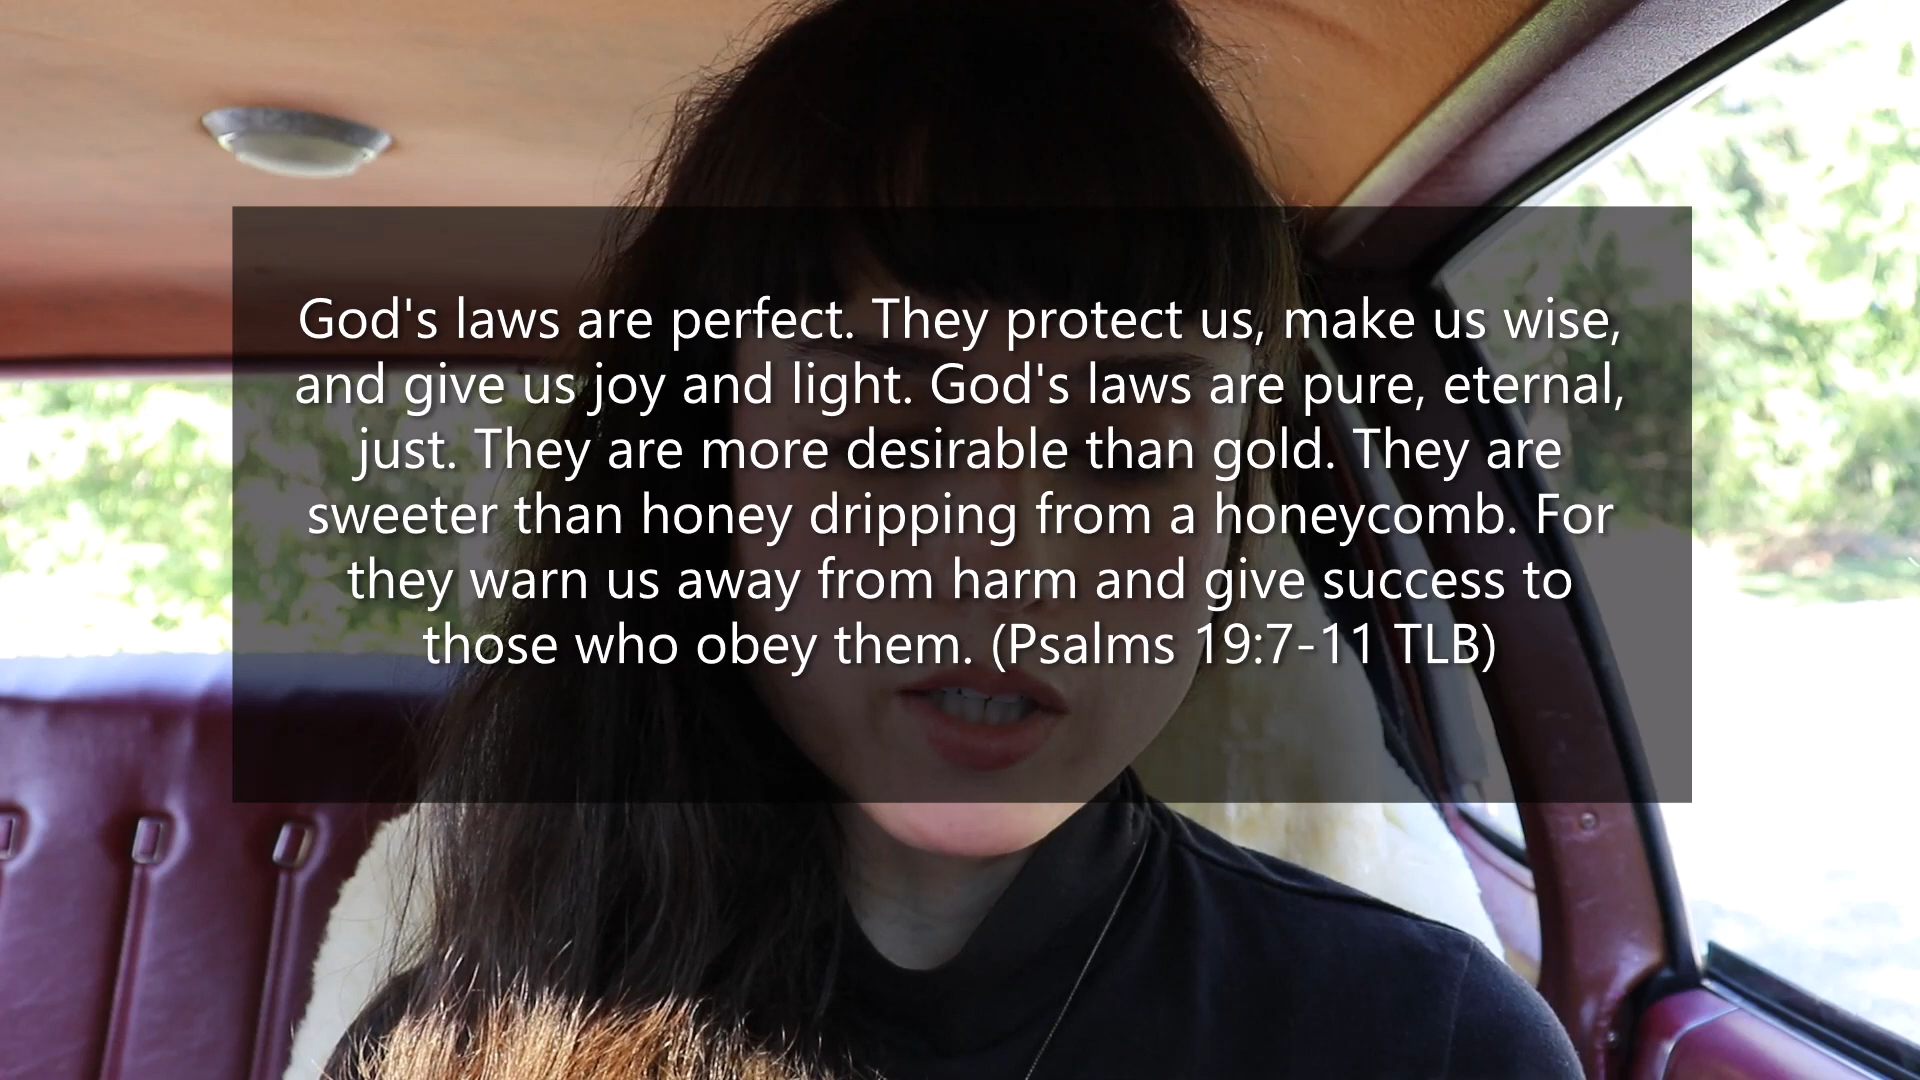 God's laws are perfect. They protect us, make us wise,
and give us joy and light. God's laws are pure, eternal,
just. They are more desirable than gold. They are
sweeter than honey dripping from a honeycomb. For
they warn us away from harm and give success to
those who obey them. (Psalms 19:7-11 TLB)